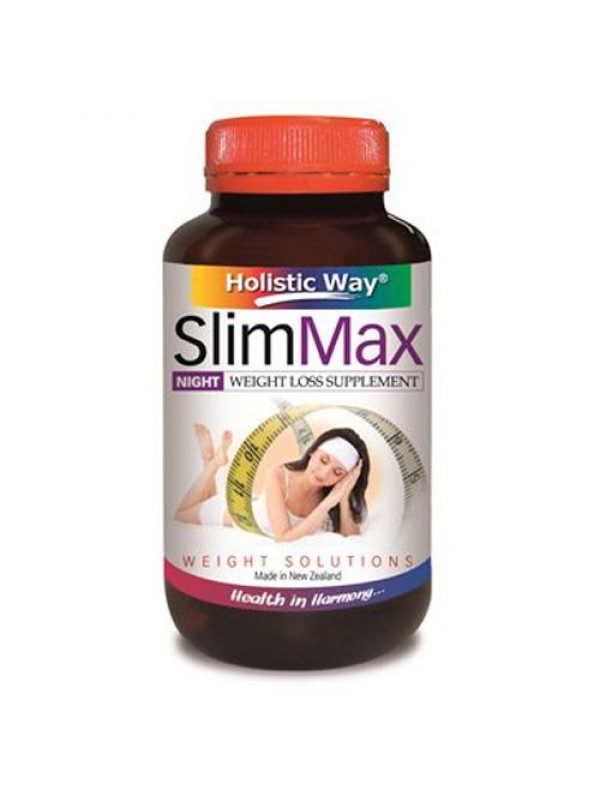 Holistic Way®
SlimMax
NIGHT WEIGHT LOSS SUPPLEMENT
WEIGHT SOLUTIONS
Made in New Zealand
Health in Harmony...